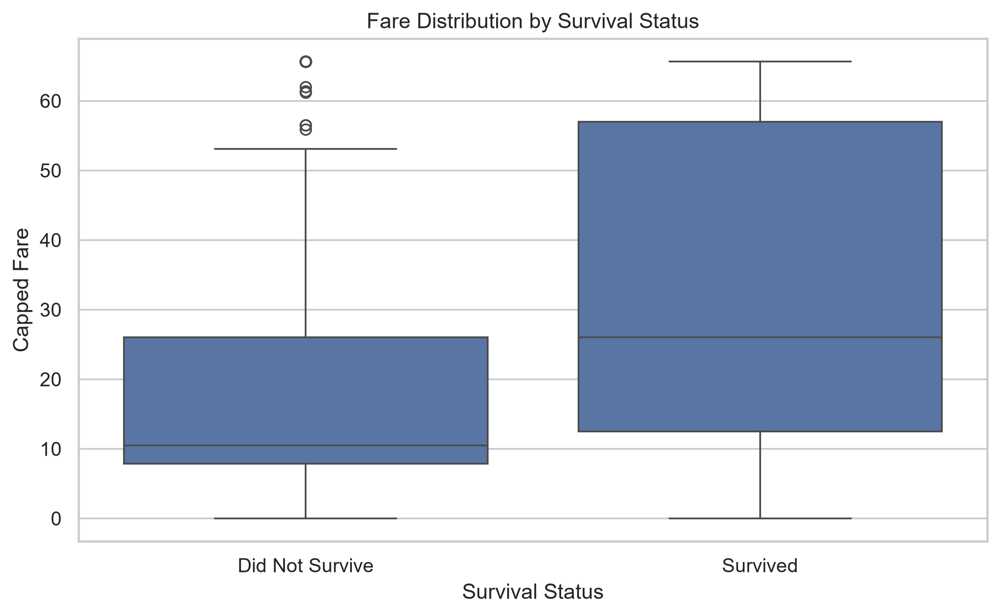 Fare Distribution by Survival Status
Capped Fare
60
50
40
30
20
10
0
Did Not Survive
Survived
Survival Status